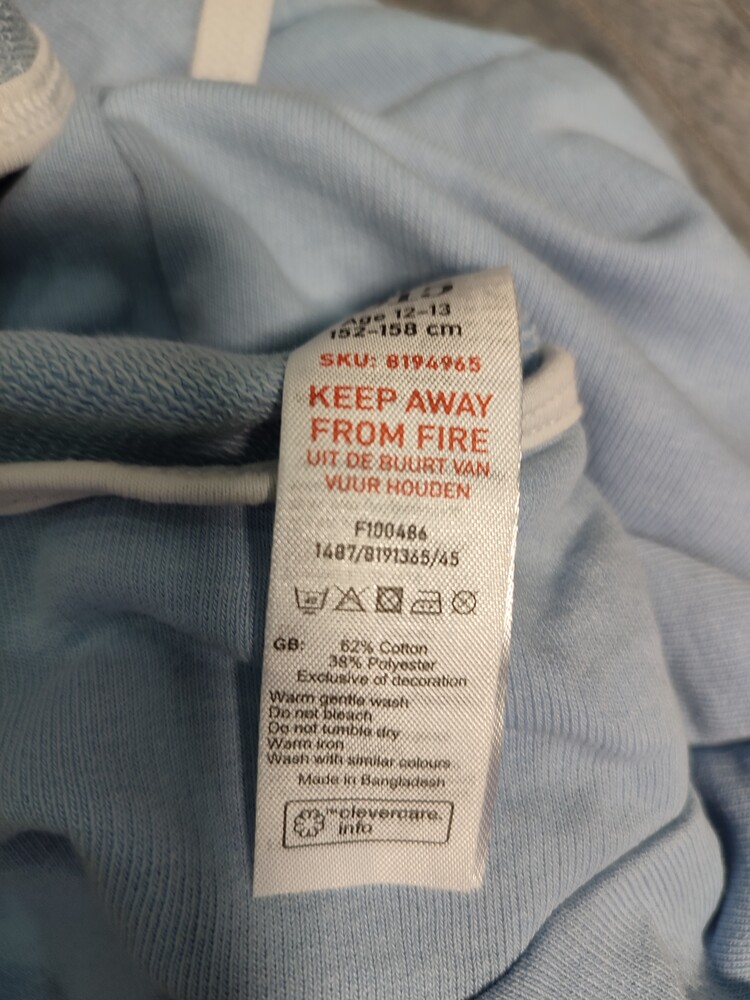 Age 12-13
152-158 cm
SKU: 8194965
KEEP AWAY
FROM FIRE
UIT DE BUURT VAN
VUUR HOUDEN
F100486
1487/8191365/45
40
GB: 62% Cotton
38% Polyester
Exclusive of decoration
Warm gentle wash
Do not bleach
Do not tumble dry
Warm iron
Wash with similar colours
Made in Bangladesh
™clevercare.
info